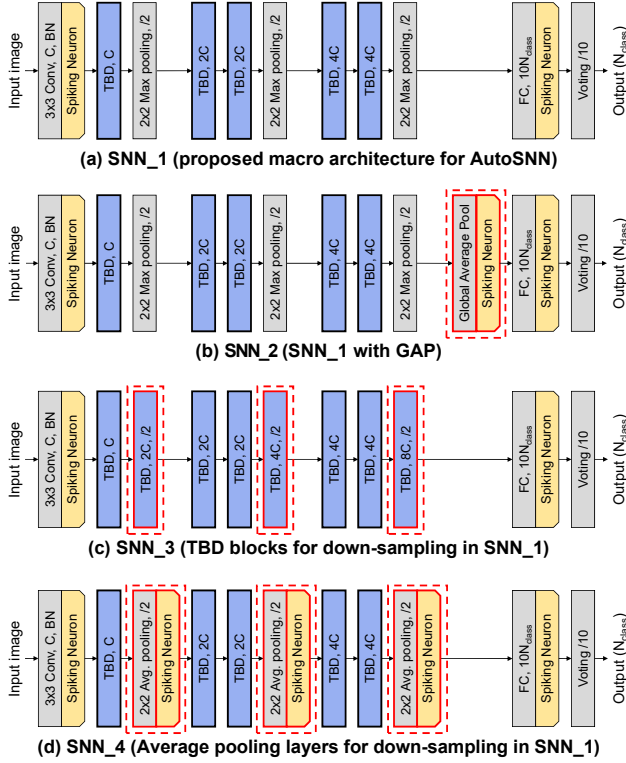 Input image
3x3 Conv, C, BN
Spiking Neuron
TBD, C
2x2 Max pooling, /2
TBD, 2C
TBD, 2C
2x2 Max pooling, /2
TBD, 4C
TBD, 4C
2x2 Max pooling, /2
FC, 10Nclass
Spiking Neuron
Voting /10
Output (Nclass)
(a) SNN_1 (proposed macro architecture for AutoSNN)
Input image
3x3 Conv, C, BN
Spiking Neuron
TBD, C
2x2 Max pooling, /2
TBD, 2C
TBD, 2C
2x2 Max pooling, /2
TBD, 4C
TBD, 4C
2x2 Max pooling, /2
Global Average Pool
Spiking Neuron
FC, 10Nclass
Spiking Neuron
Voting /10
Output (Nclass)
(b) SNN_2 (SNN_1 with GAP)
Input image
3x3 Conv, C, BN
Spiking Neuron
TBD, C
TBD, 2C, /2
TBD, 2C
TBD, 2C
TBD, 4C, /2
TBD, 4C
TBD, 4C
TBD, 8C, /2
FC, 10Nclass
Spiking Neuron
Voting /10
Output (Nclass)
(c) SNN_3 (TBD blocks for down-sampling in SNN_1)
Input image
3x3 Conv, C, BN
Spiking Neuron
TBD, C
2x2 Avg. pooling, /2
Spiking Neuron
TBD, 2C
TBD, 2C
2x2 Avg. pooling, /2
Spiking Neuron
TBD, 4C
TBD, 4C
2x2 Avg. pooling, /2
Spiking Neuron
FC, 10Nclass
Spiking Neuron
Voting /10
Output (Nclass)
(d) SNN_4 (Average pooling layers for down-sampling in SNN_1)